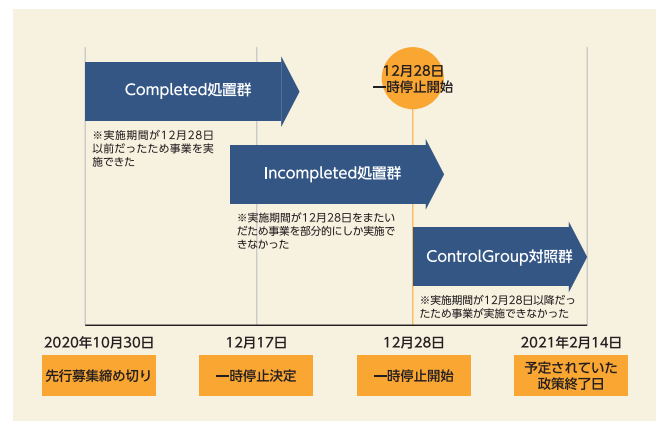 12月28日
一時停止開始
Completed処置群
※実施期間が12月28日
以前だったため事業を実
施できた
Incompleted処置群
※実施期間が12月28日をまたい
だため事業を部分的にしか実施で
きなかった
ControlGroup対照群
※実施期間が12月28日以降だっ
たため事業が実施できなかった
2020年10月30日
12月17日
12月28日
2021年2月14日
先行募集締め切り
一時停止決定
一時停止開始
予定されていた
政策終了日